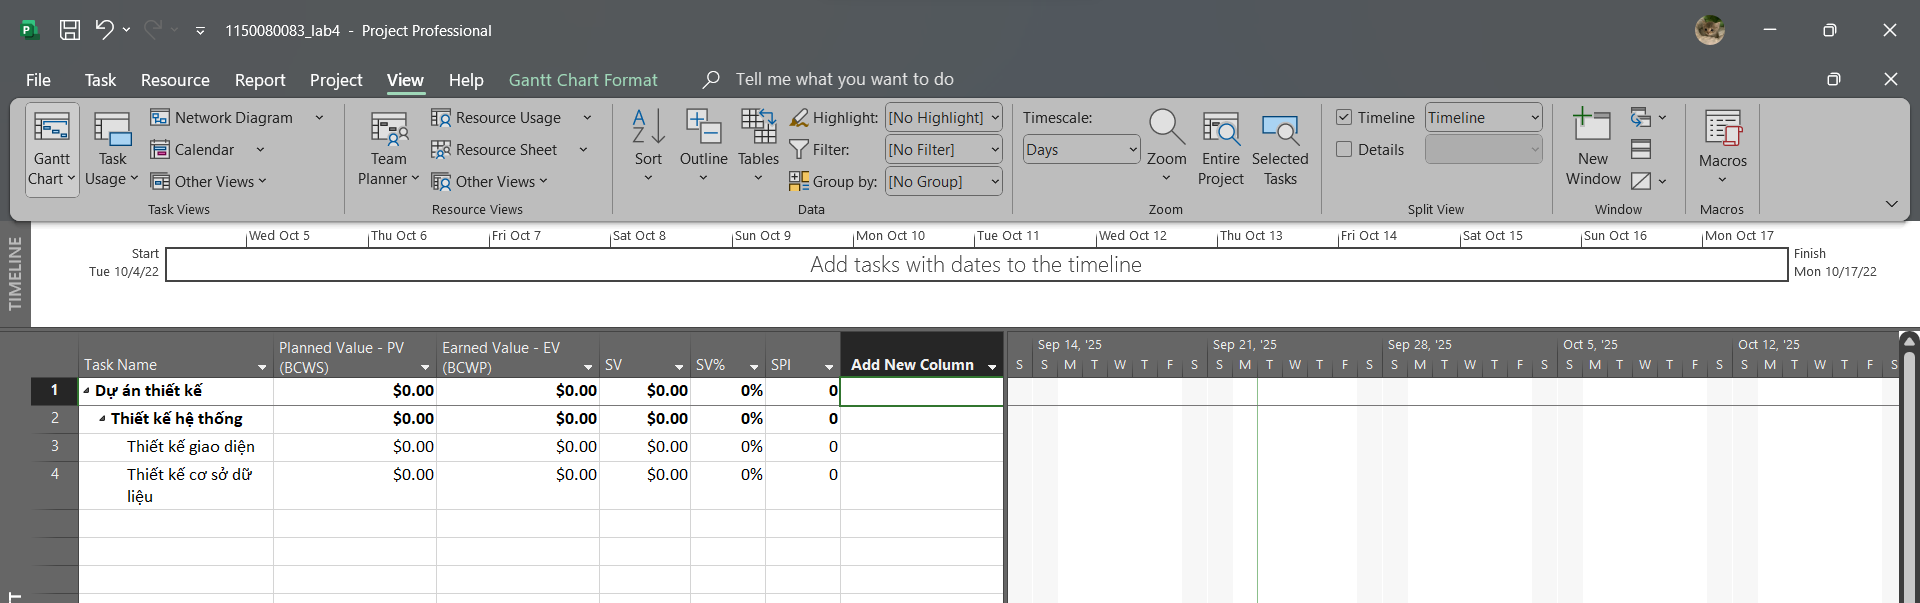 1150080083_lab4 - Project Professional
File Task Resource Report Project View Help Gantt Chart Format Tell me what you want to do
Gantt Chart
Task Usage
Network Diagram
Calendar
Other Views
Task Views
Team Planner
Resource Usage
Resource Sheet
Other Views
Resource Views
Sort
Outline
Tables
Highlight: [No Highlight]
Filter: [No Filter]
Group by: [No Group]
Data
Timescale:
Days
Zoom
Entire Project
Selected Tasks
Zoom
Timeline Timeline
Details
Split View
New Window
Window
Macros
Macros
TIMELINE
Wed Oct 5 Thu Oct 6 Fri Oct 7 Sat Oct 8 Sun Oct 9 Mon Oct 10 Tue Oct 11 Wed Oct 12 Thu Oct 13 Fri Oct 14 Sat Oct 15 Sun Oct 16 Mon Oct 17
Start
Tue 10/4/22
Add tasks with dates to the timeline
Finish
Mon 10/17/22
Task Name Planned Value - PV (BCWS) Earned Value - EV (BCWP) SV SV% SPI Add New Column
Sep 14, '25 Sep 21, '25 Sep 28, '25 Oct 5, '25 Oct 12, '25
S S M T W T F S S M T W T F S S M T W T F S S M T W T F S S M T W T F S
1 Dự án thiết kế $0.00 $0.00 $0.00 0% 0
2 Thiết kế hệ thống $0.00 $0.00 $0.00 0% 0
3 Thiết kế giao diện $0.00 $0.00 $0.00 0% 0
4 Thiết kế cơ sở dữ liệu $0.00 $0.00 $0.00 0% 0